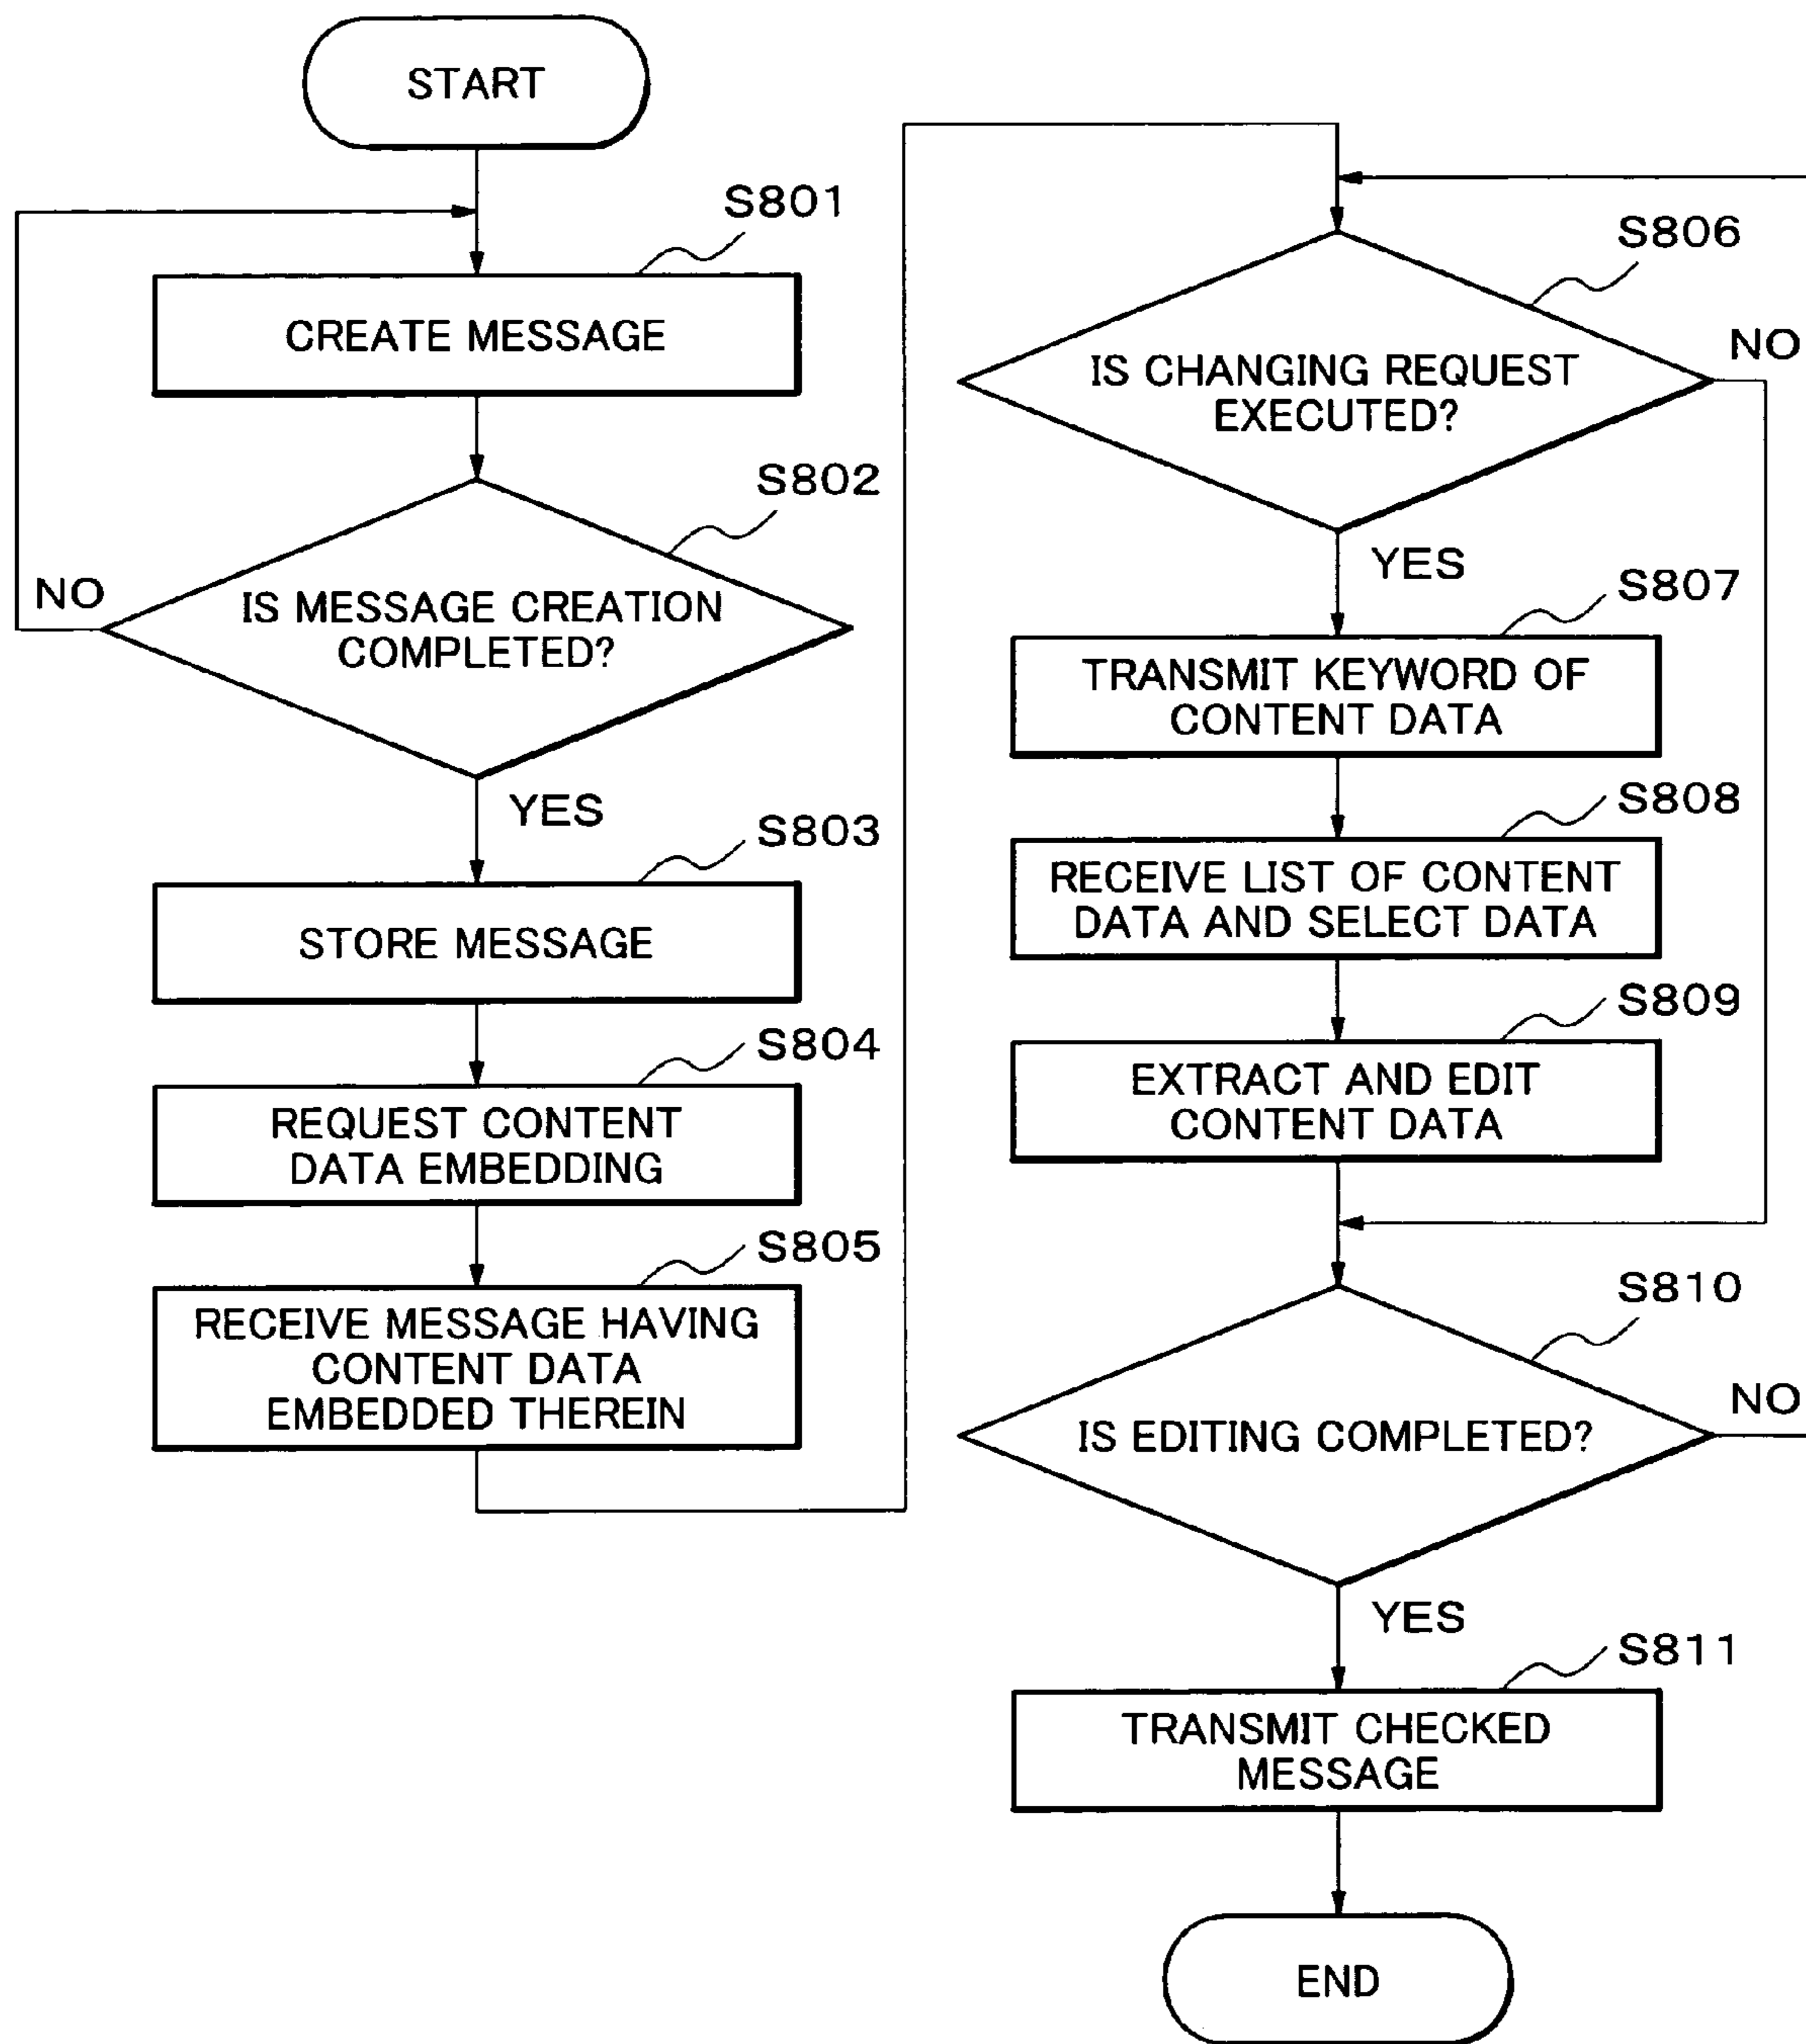 START
S801
CREATE MESSAGE
S802
NO
IS MESSAGE CREATION
COMPLETED?
YES
S803
STORE MESSAGE
S804
REQUEST CONTENT
DATA EMBEDDING
S805
RECEIVE MESSAGE HAVING
CONTENT DATA
EMBEDDED THEREIN
S806
NO
IS CHANGING REQUEST
EXECUTED?
YES
S807
TRANSMIT KEYWORD OF
CONTENT DATA
S808
RECEIVE LIST OF CONTENT
DATA AND SELECT DATA
S809
EXTRACT AND EDIT
CONTENT DATA
S810
NO
IS EDITING COMPLETED?
YES
S811
TRANSMIT CHECKED
MESSAGE
END